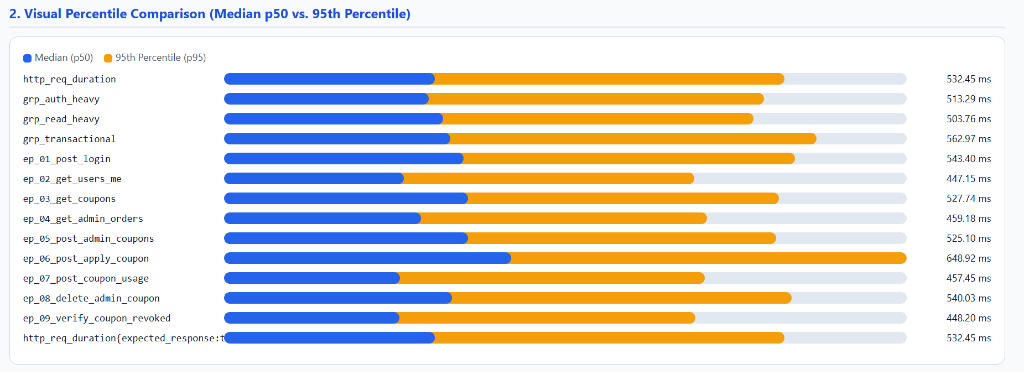 2. Visual Percentile Comparison (Median p50 vs. 95th Percentile)
Median (p50) 95th Percentile (p95)
http_req_duration 532.45 ms
grp_auth_heavy 513.29 ms
grp_read_heavy 503.76 ms
grp_transactional 562.97 ms
ep_01_post_login 543.40 ms
ep_02_get_users_me 447.15 ms
ep_03_get_coupons 527.74 ms
ep_04_get_admin_orders 459.18 ms
ep_05_post_admin_coupons 525.10 ms
ep_06_post_apply_coupon 648.92 ms
ep_07_post_coupon_usage 457.45 ms
ep_08_delete_admin_coupon 540.03 ms
ep_09_verify_coupon_revoked 448.20 ms
http_req_duration{expected_response:t 532.45 ms